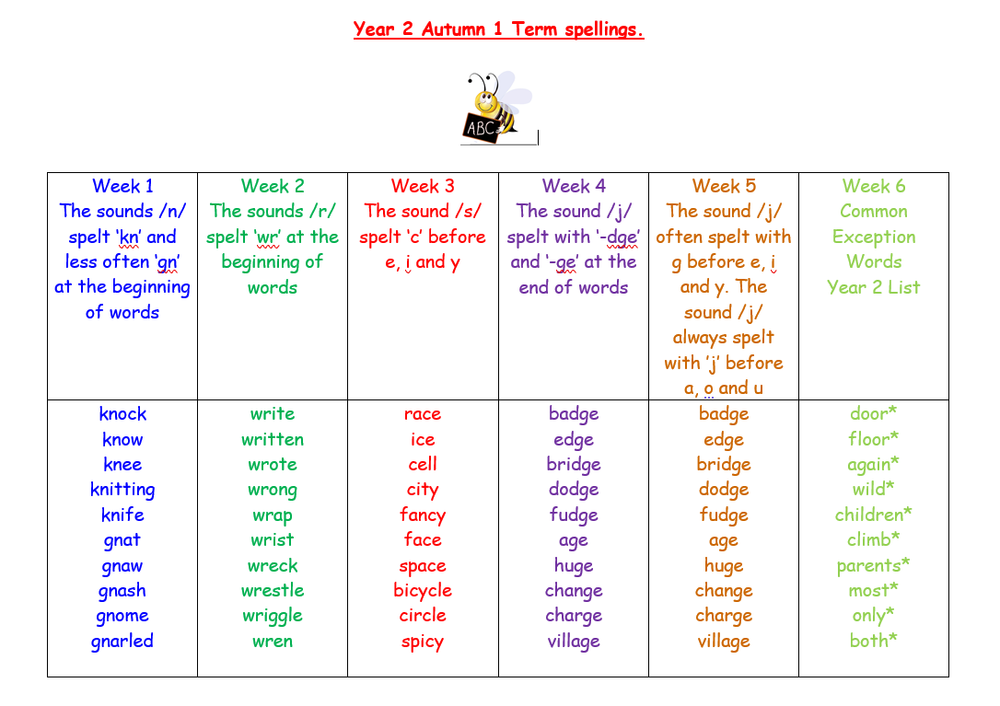 Year 2 Autumn 1 Term spellings.
ABC
Week 1
The sounds /n/
spelt ‘kn’ and
less often ‘gn’
at the beginning
of words
Week 2
The sounds /r/
spelt ‘wr’ at the
beginning of
words
Week 3
The sound /s/
spelt ‘c’ before
e, i and y
Week 4
The sound /j/
spelt with ‘-dge’
and ‘-ge’ at the
end of words
Week 5
The sound /j/
often spelt with
g before e, i
and y. The
sound /j/
always spelt
with ’j’ before
a, o and u
Week 6
Common
Exception
Words
Year 2 List
knock
know
knee
knitting
knife
gnat
gnaw
gnash
gnome
gnarled
write
written
wrote
wrong
wrap
wrist
wreck
wrestle
wriggle
wren
race
ice
cell
city
fancy
face
space
bicycle
circle
spicy
badge
edge
bridge
dodge
fudge
age
huge
change
charge
village
badge
edge
bridge
dodge
fudge
age
huge
change
charge
village
door*
floor*
again*
wild*
children*
climb*
parents*
most*
only*
both*